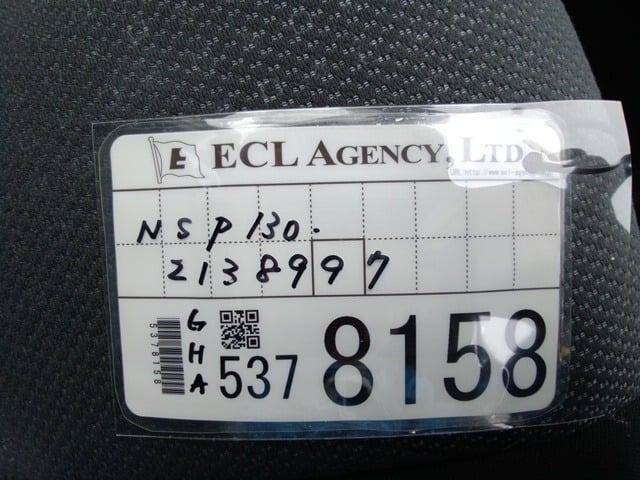 E ECL AGENCY, LTD
NSP130.
2138997
GHA
5378158
537 8158